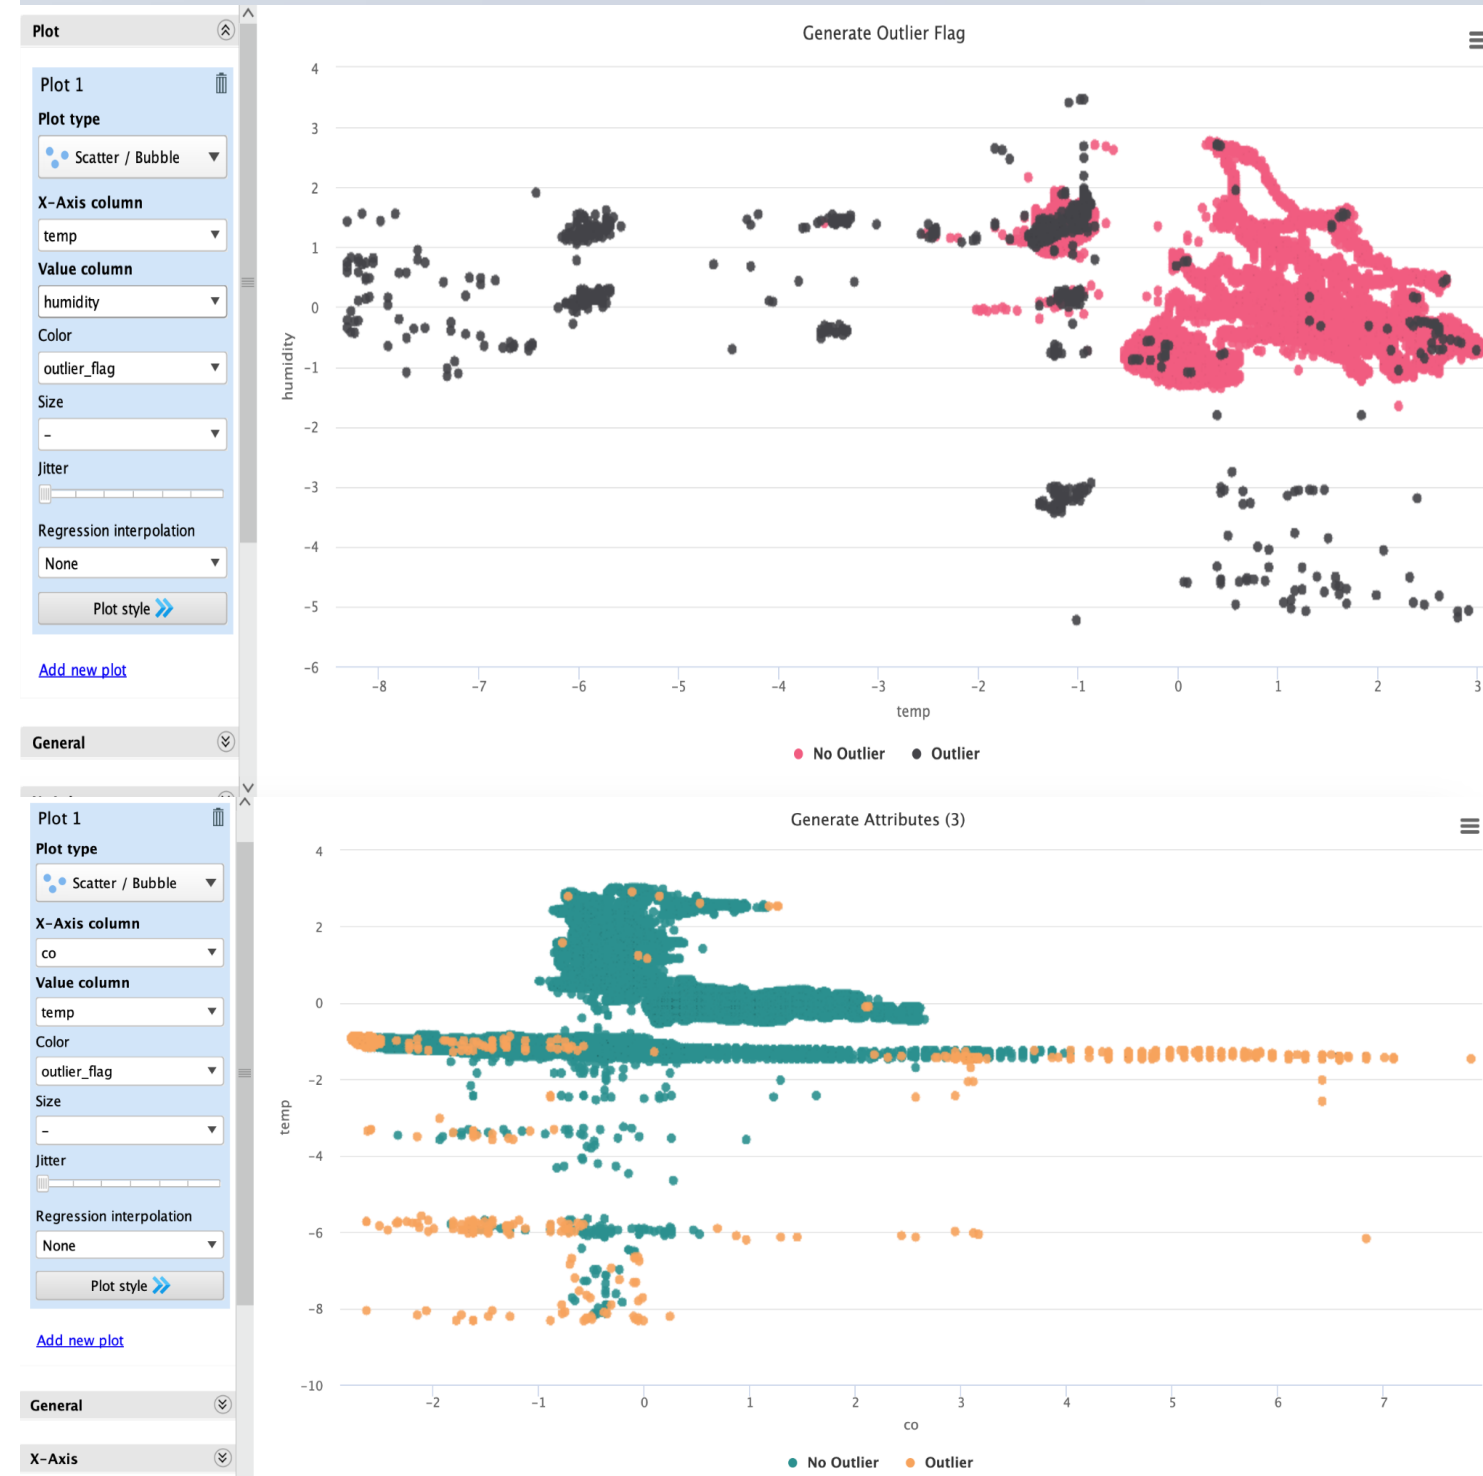 Plot
Plot 1
Plot type
Scatter / Bubble
X-Axis column
temp
Value column
humidity
Color
outlier_flag
Size
–
Jitter
Regression interpolation
None
Plot style
Add new plot
General
Generate Outlier Flag
4
3
2
1
0
-1
-2
-3
-4
-5
-6
humidity
-8 -7 -6 -5 -4 -3 -2 -1 0 1 2 3
temp
No Outlier Outlier
Plot 1
Plot type
Scatter / Bubble
X-Axis column
co
Value column
temp
Color
outlier_flag
Size
–
Jitter
Regression interpolation
None
Plot style
Add new plot
General
X-Axis
Generate Attributes (3)
4
2
0
-2
-4
-6
-8
-10
temp
-2 -1 0 1 2 3 4 5 6 7
co
No Outlier Outlier